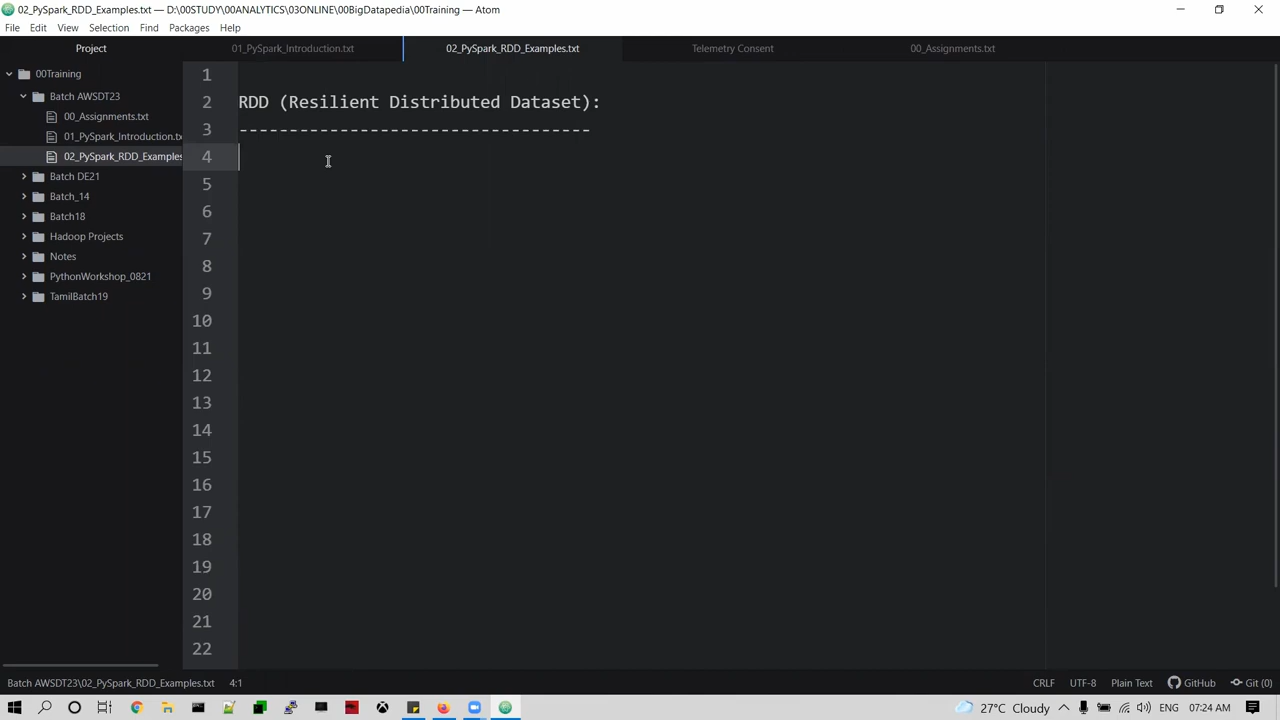 02_PySpark_RDD_Examples.txt — D:\00STUDY\00ANALYTICS\03ONLINE\00BigDatapedia\00Training — Atom
File Edit View Selection Find Packages Help
Project
01_PySpark_Introduction.txt
02_PySpark_RDD_Examples.txt
Telemetry Consent
00_Assignments.txt
00Training
Batch AWSDT23
00_Assignments.txt
01_PySpark_Introduction.tx
02_PySpark_RDD_Examples
Batch DE21
Batch_14
Batch18
Hadoop Projects
Notes
PythonWorkshop_0821
TamilBatch19
1
2 RDD (Resilient Distributed Dataset):
3 -----------------------------------
4
5
6
7
8
9
10
11
12
13
14
15
16
17
18
19
20
21
22
Batch AWSDT23\02_PySpark_RDD_Examples.txt 4:1
CRLF UTF-8 Plain Text GitHub Git (0)
27°C Cloudy ENG 07:24 AM